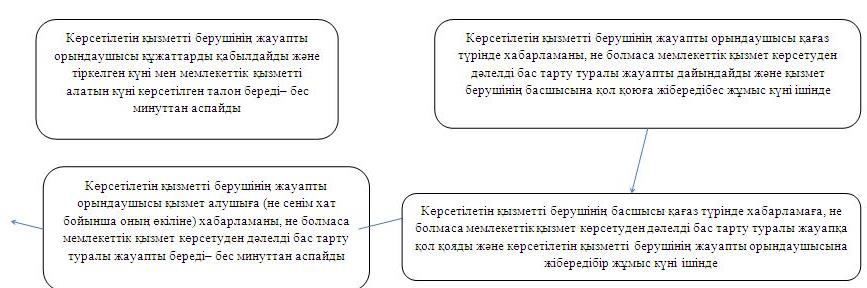 Көрсетілетін қызметті берушінің жауапты
орындаушысы құжаттарды қабылдайды және
тіркелген күні мен мемлекеттік қызметті
алатын күні көрсетілген талон береді– бес
минуттан аспайды
Көрсетілетін қызметті берушінің жауапты орындаушысы қағаз
түрінде хабарламаны, не болмаса мемлекеттік қызмет көрсетуден
дәлелді бас тарту туралы жауапты дайындайды және қызмет
берушінің басшысына қол қоюға жібередібес жұмыс күні ішінде
Көрсетілетін қызметті берушінің жауапты
орындаушысы қызмет алушыға (не сенім хат
бойынша оның өкіліне) хабарламаны, не болмаса
мемлекеттік қызмет көрсетуден дәлелді бас тарту
туралы жауапты береді– бес минуттан аспайды
Көрсетілетін қызметті берушінің басшысы қағаз түрінде хабарламаға, не
болмаса мемлекеттік қызмет көрсетуден дәлелді бас тарту туралы жауапқа
қол қояды және көрсетілетін қызметті берушінің жауапты орындаушысына
жібередібір жұмыс күні ішінде